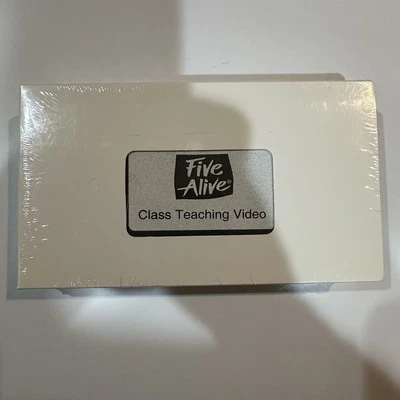 Five
Alive®
Class Teaching Video